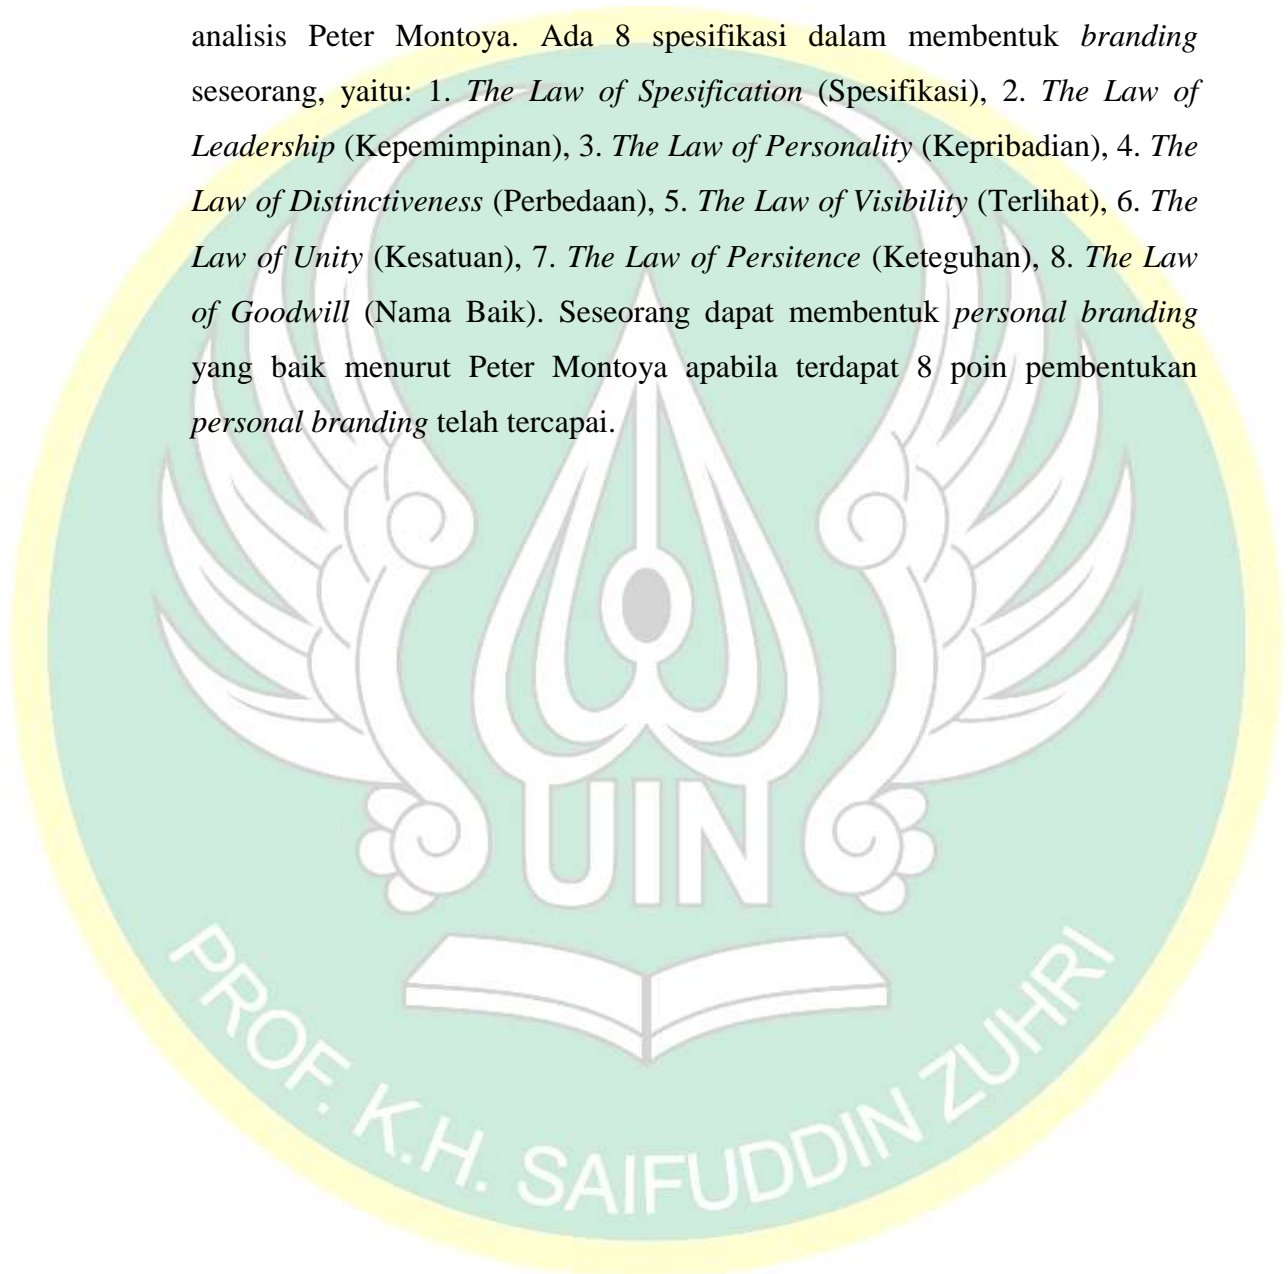 analisis Peter Montoya. Ada 8 spesifikasi dalam membentuk branding
seseorang, yaitu: 1. The Law of Spesification (Spesifikasi), 2. The Law of
Leadership (Kepemimpinan), 3. The Law of Personality (Kepribadian), 4. The
Law of Distinctiveness (Perbedaan), 5. The Law of Visibility (Terlihat), 6. The
Law of Unity (Kesatuan), 7. The Law of Persitence (Keteguhan), 8. The Law
of Goodwill (Nama Baik). Seseorang dapat membentuk personal branding
yang baik menurut Peter Montoya apabila terdapat 8 poin pembentukan
personal branding telah tercapai.
UIN
PROF. K.H. SAIFUDDIN ZUHRI